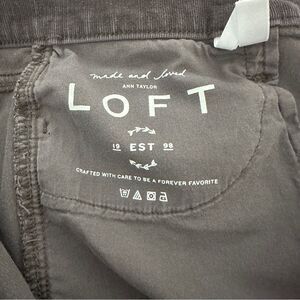 made and loved
ANN TAYLOR
LOFT
19 EST 98
CRAFTED WITH CARE TO BE A FOREVER FAVORITE